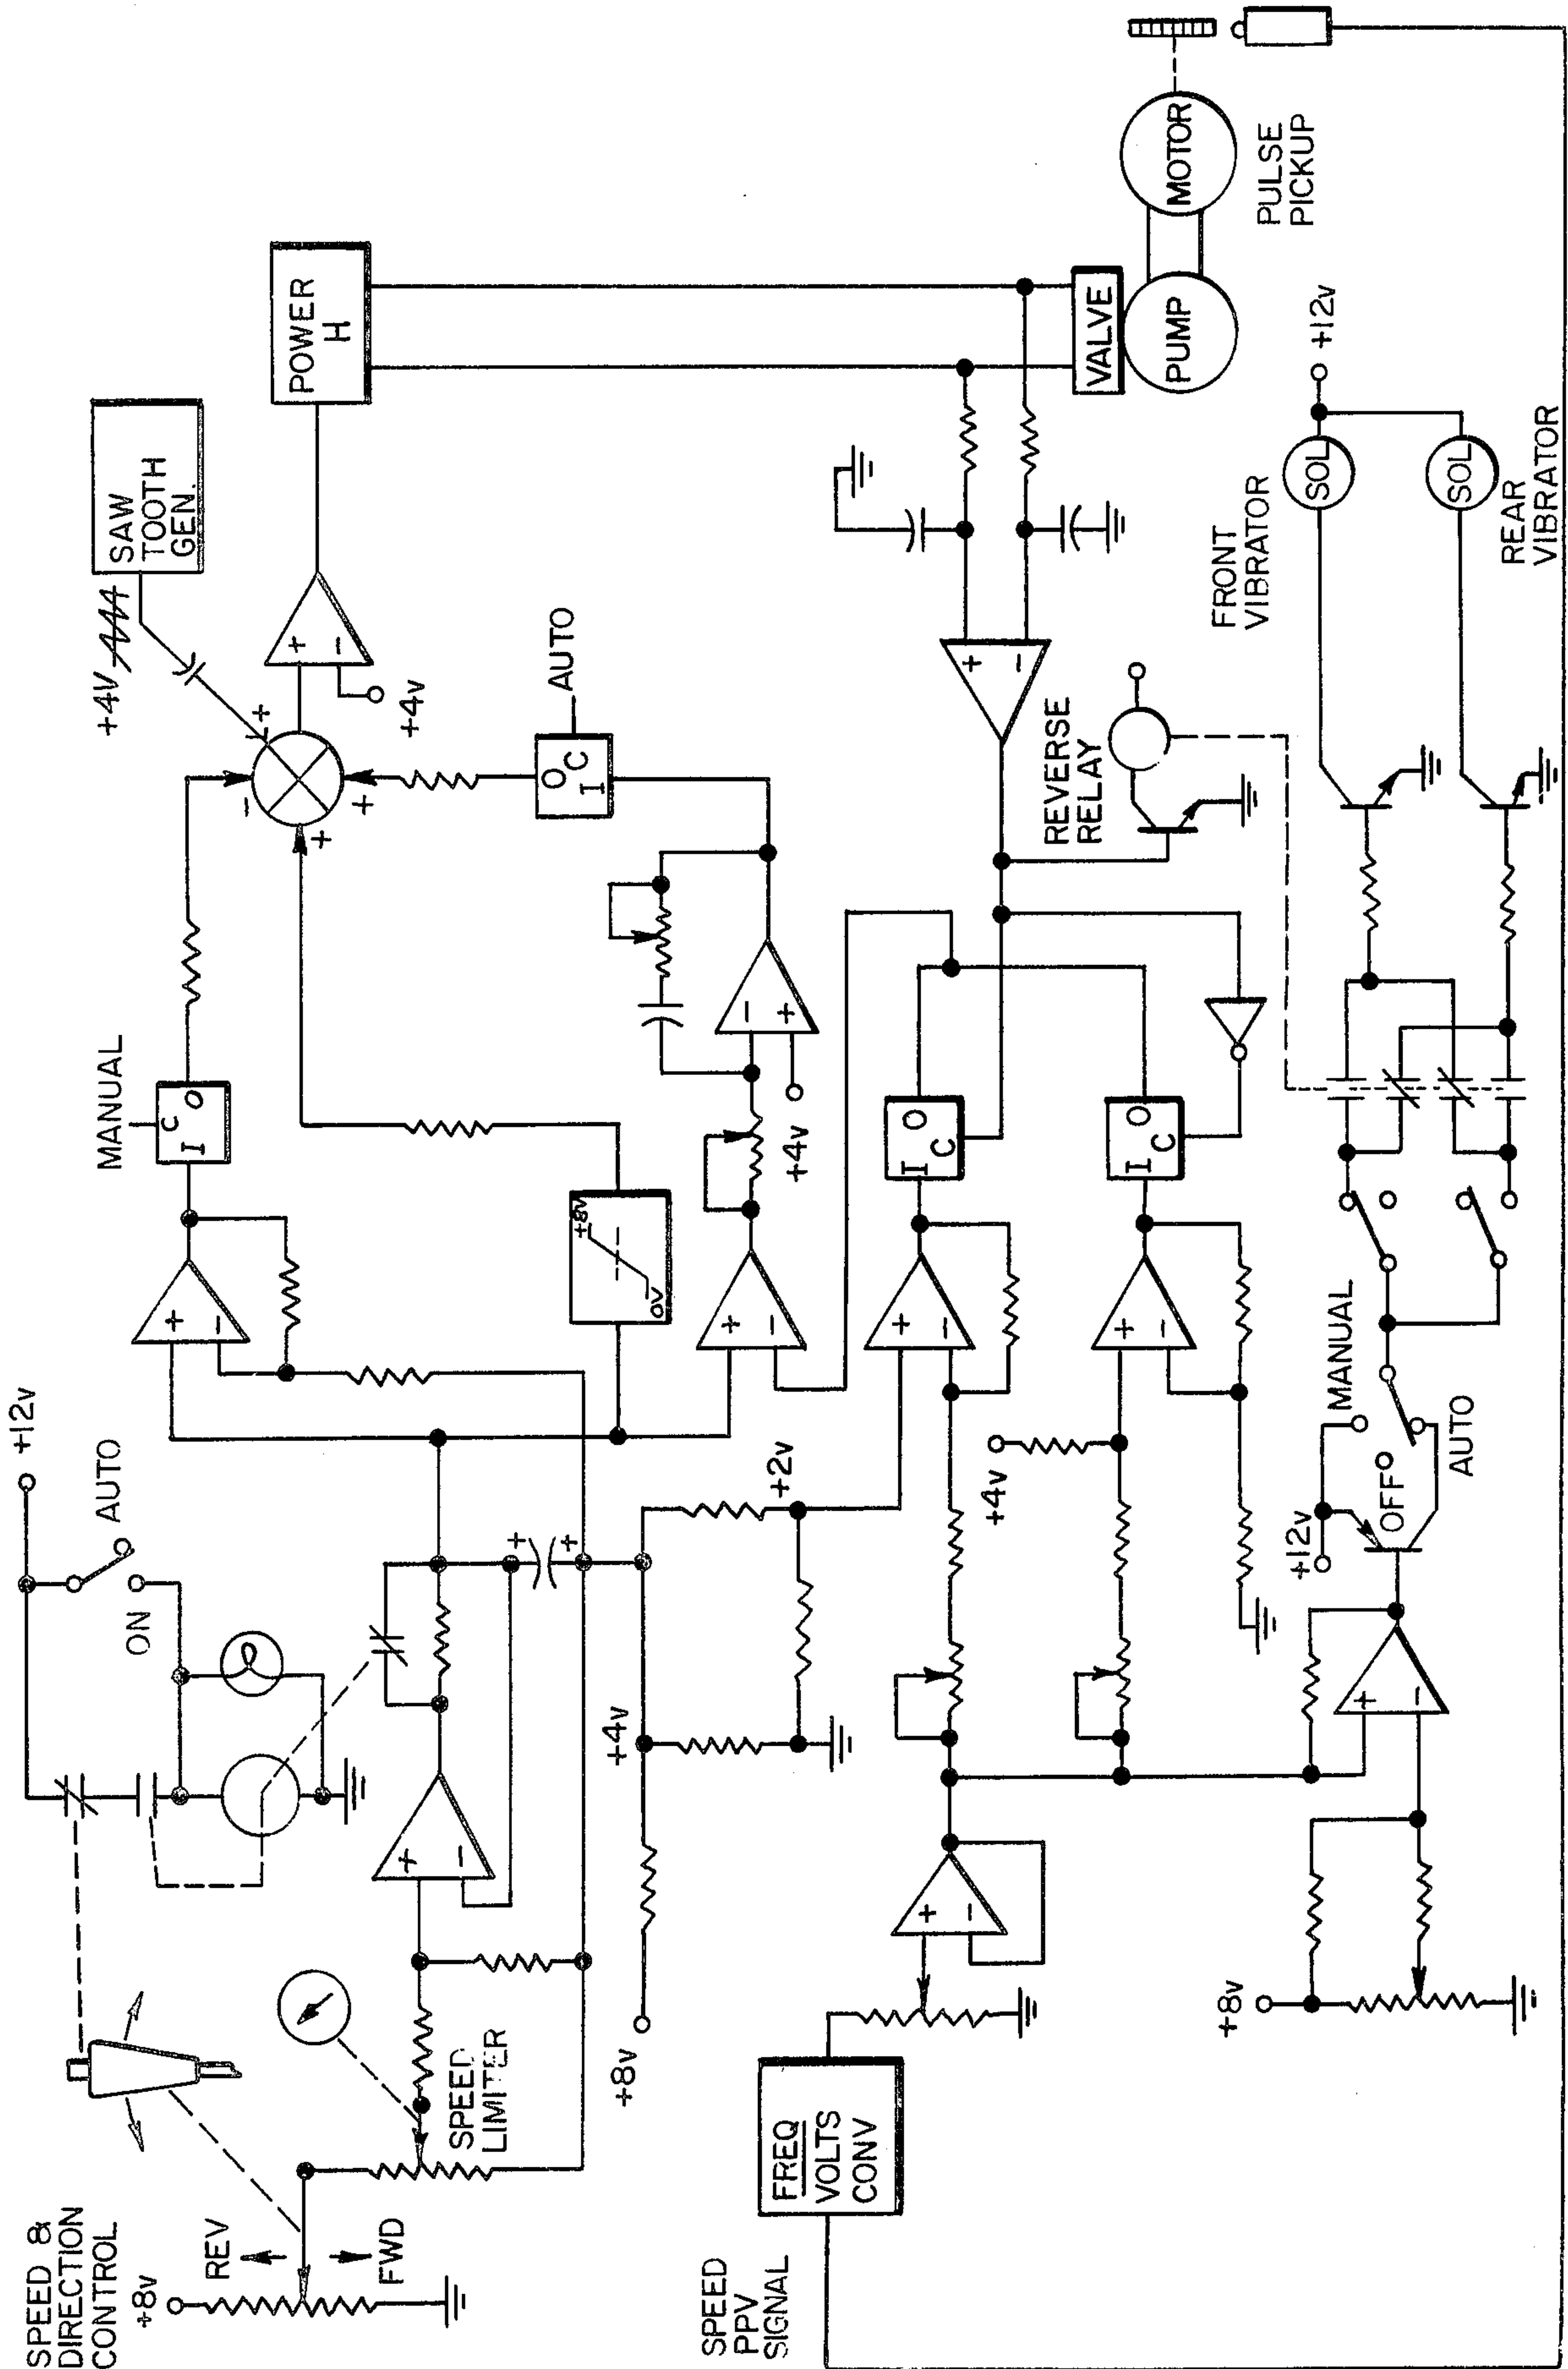 SPEED &
DIRECTION
CONTROL
+8v
REV
FWD
SPEED
LIMITER
+12v
AUTO
ON
+
-
+
+
MANUAL
C
I
O
+
-
+8V
0V
+4V
SAW
TOOTH
GEN.
-
+
+
+
+
-
+4v
POWER
H
AUTO
O
C
I
-
+
+4v
+
-
+8v
+4v
+2v
+
-
I
O
C
+4v
+
-
I
O
C
+
-
REVERSE
RELAY
VALVE
PUMP
MOTOR
PULSE
PICKUP
SPEED
PPV
SIGNAL
FREQ
VOLTS
CONV
+
-
+8v
+
-
+12v
OFF
MANUAL
AUTO
FRONT
VIBRATOR
SOL
+12v
SOL
REAR
VIBRATOR